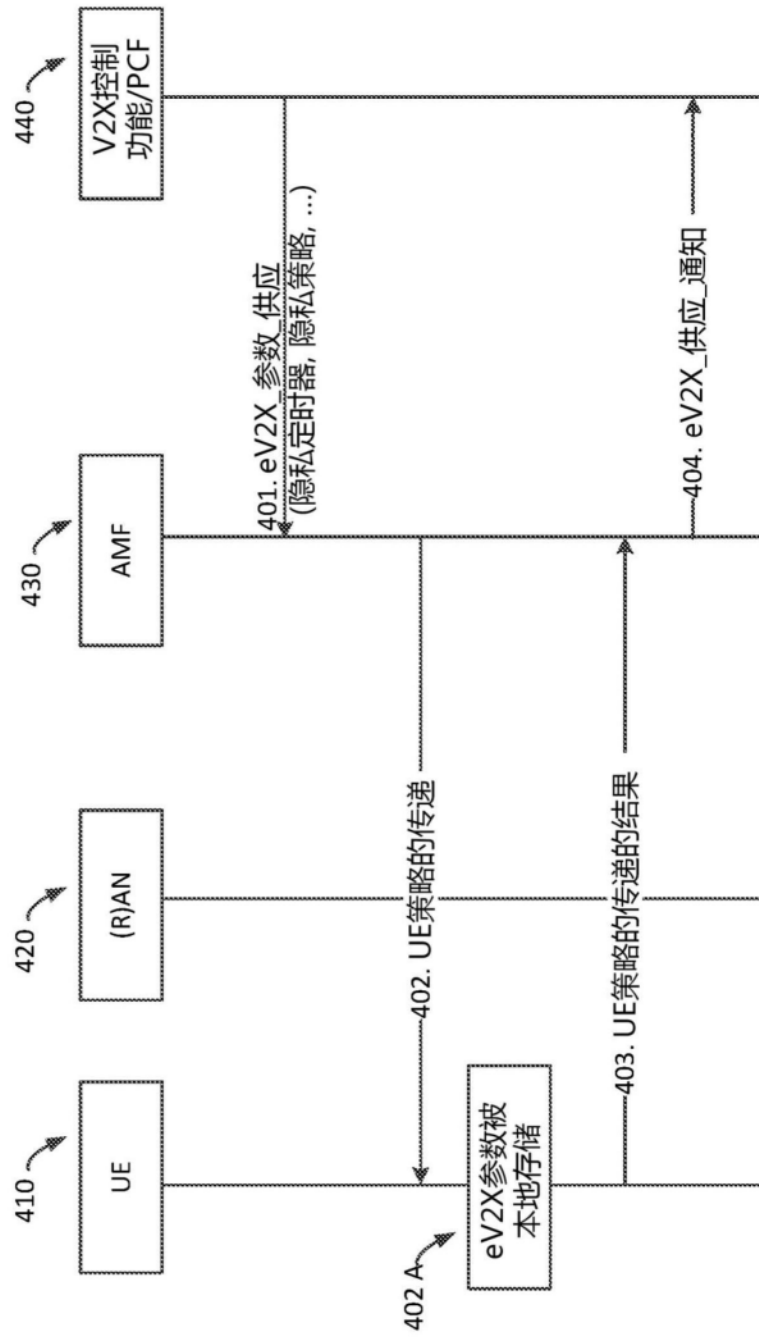 410
UE
420
(R)AN
430
AMF
440
V2X控制
功能/PCF
401. eV2X_参数_供应
(隐私定时器, 隐私策略, ...)
402. UE策略的传递
402 A
eV2X参数被
本地存储
403. UE策略的传递的结果
404. eV2X_供应_通知